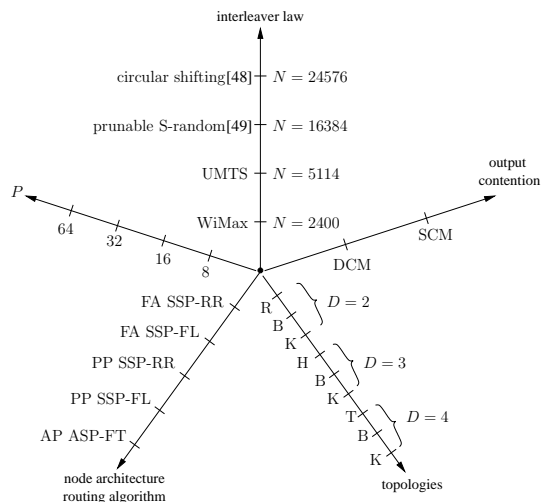 interleaver law
circular shifting[48] N = 24576
prunable S-random[49] N = 16384
UMTS N = 5114
WiMax N = 2400
output
contention
SCM
DCM
P
64
32
16
8
FA SSP-RR
FA SSP-FL
PP SSP-RR
PP SSP-FL
AP ASP-FT
node architecture
routing algorithm
R
B
K
D = 2
H
B
K
D = 3
T
B
K
D = 4
topologies